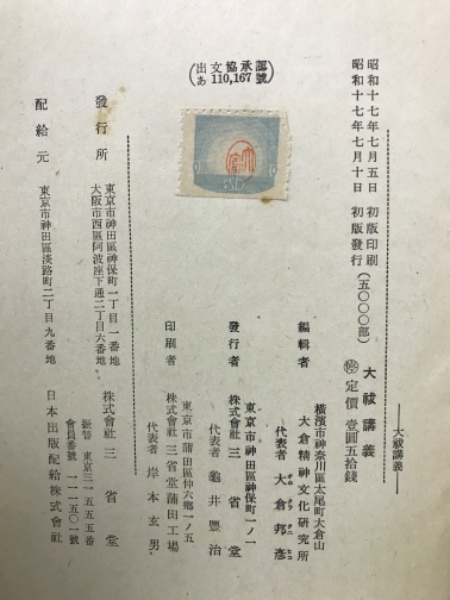 大祓講義
昭和十七年七月五日 初版印刷
昭和十七年七月十日 初版發行 (五〇〇〇部)
大祓講義
定價 壹圓五拾錢
(出文協承認號 あ110,167)
橫濱市神奈川區太尾町大倉山
編輯者 大倉精神文化研究所
代表者 大倉邦彥
東京市神田區神保町一ノ一
發行者 株式會社 三省堂
代表者 龜井豐治
東京市蒲田區仲六鄕一ノ五
印刷者 株式會社三省堂蒲田工場
代表者 岸本玄男
發行所
東京市神田區神保町一丁目一番地
大阪市西區阿波座下通二丁目六番地
株式會社 三省堂
振替 東京三一五五五番
會員番號 一一一五〇一號
配給元 東京市神田區淡路町二丁目九番地 日本出版配給株式會社